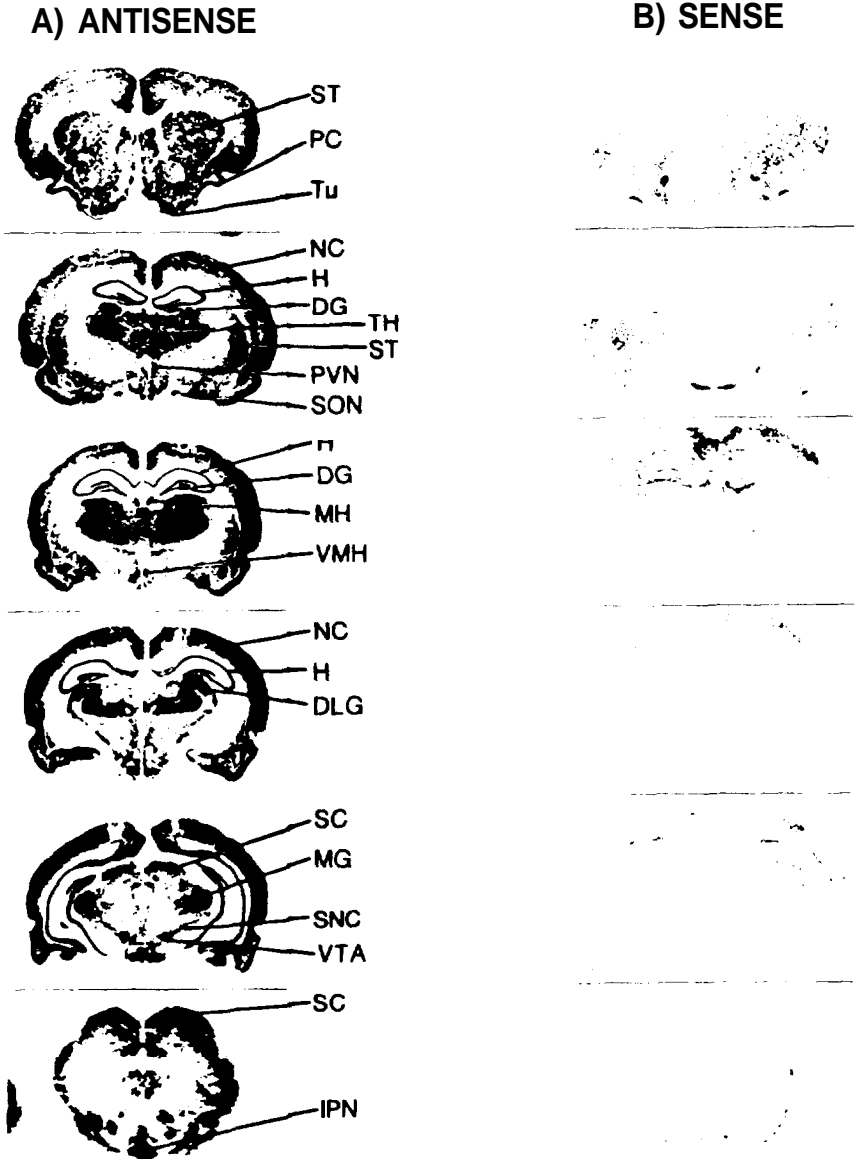 A) ANTISENSE
B) SENSE
ST
PC
Tu
NC
H
DG
TH
ST
PVN
SON
H
DG
MH
VMH
NC
H
DLG
SC
MG
SNC
VTA
SC
IPN